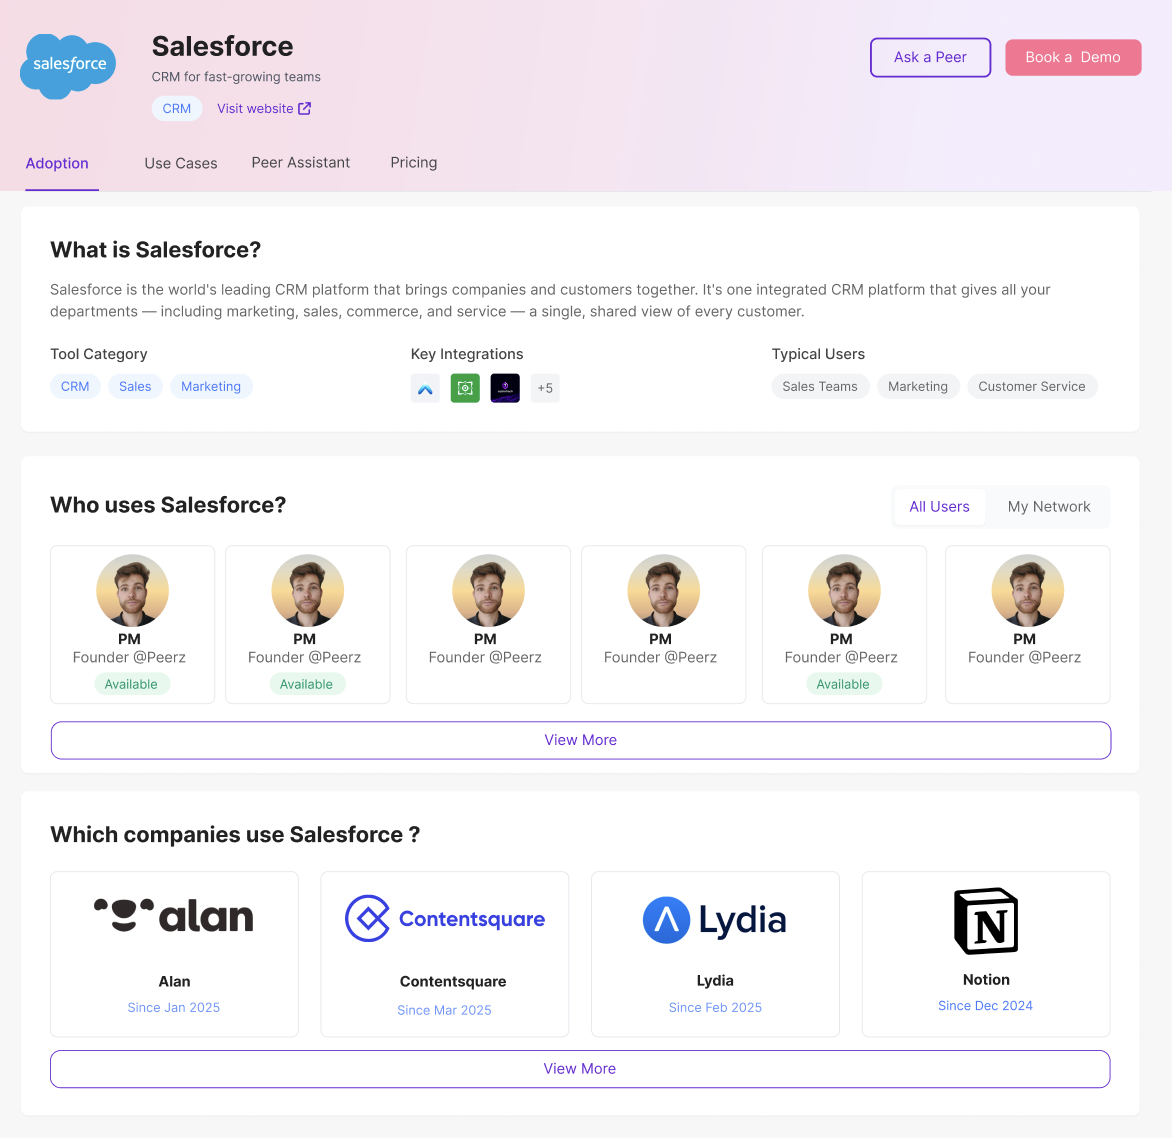 salesforce
Salesforce
CRM for fast-growing teams
CRM
Visit website
Ask a Peer
Book a Demo
Adoption
Use Cases
Peer Assistant
Pricing
What is Salesforce?
Salesforce is the world's leading CRM platform that brings companies and customers together. It's one integrated CRM platform that gives all your
departments — including marketing, sales, commerce, and service — a single, shared view of every customer.
Tool Category
CRM
Sales
Marketing
Key Integrations
+5
Typical Users
Sales Teams
Marketing
Customer Service
Who uses Salesforce?
All Users
My Network
PM
Founder @Peerz
Available
PM
Founder @Peerz
Available
PM
Founder @Peerz
PM
Founder @Peerz
PM
Founder @Peerz
Available
PM
Founder @Peerz
View More
Which companies use Salesforce ?
alan
Alan
Since Jan 2025
Contentsquare
Contentsquare
Since Mar 2025
Lydia
Lydia
Since Feb 2025
N
Notion
Since Dec 2024
View More